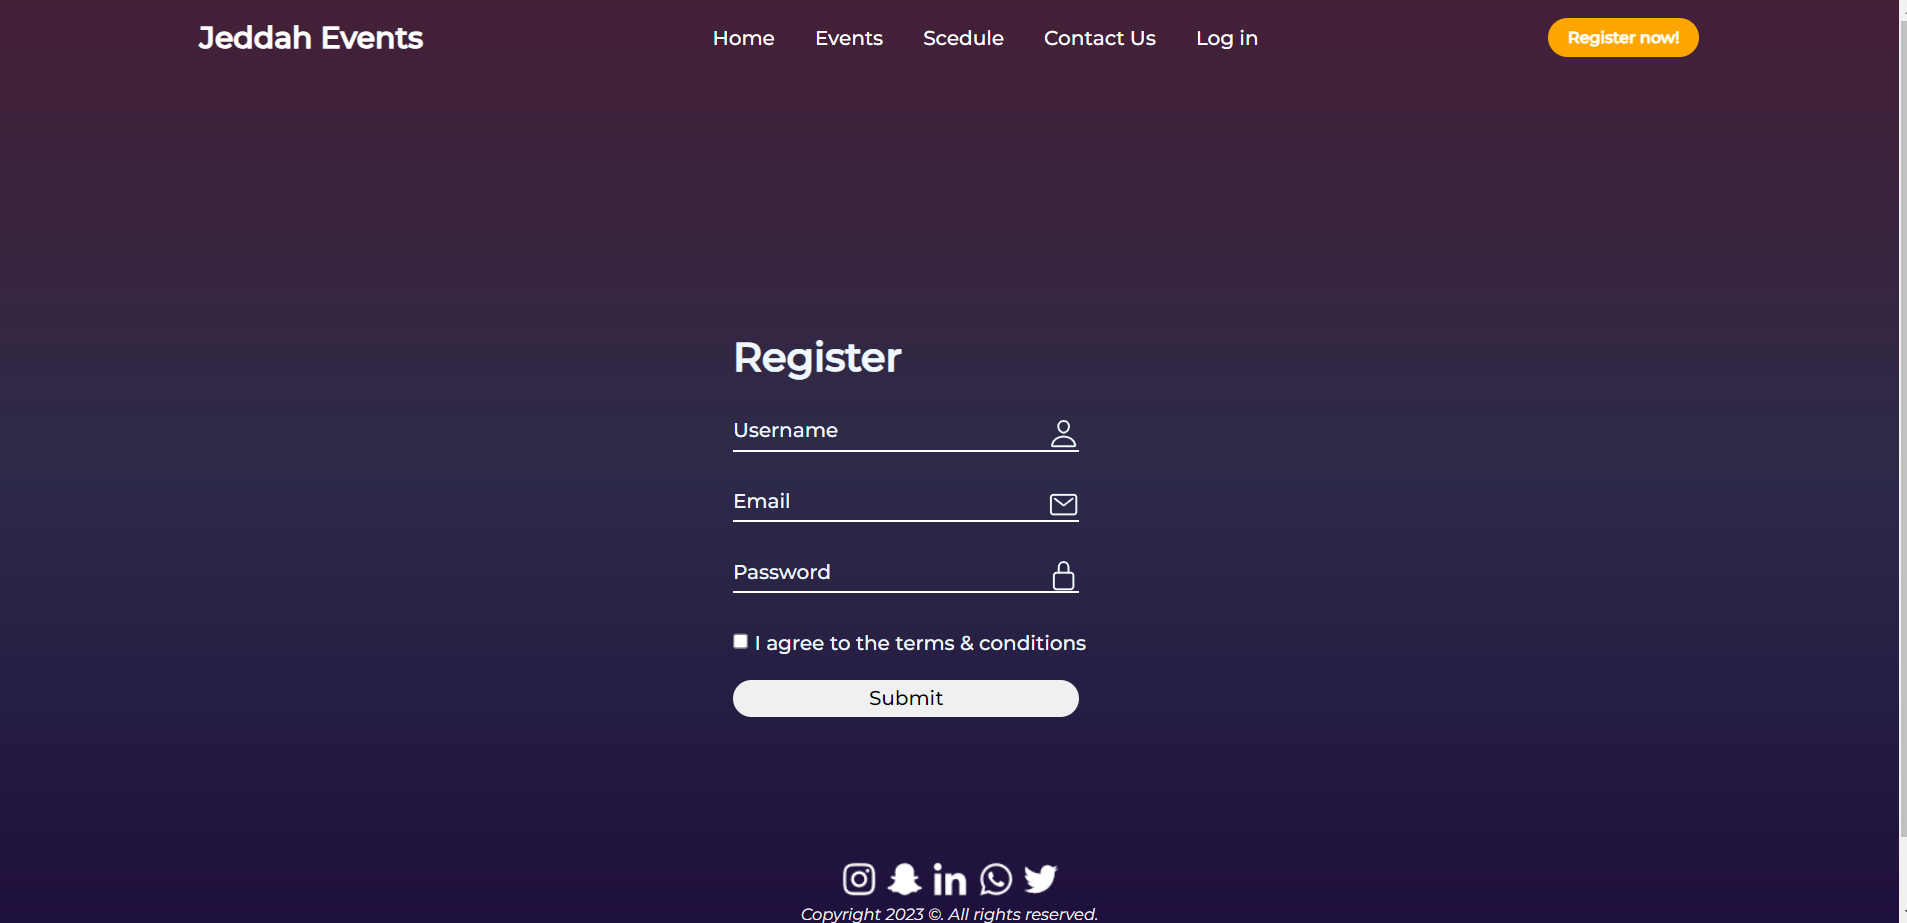 Jeddah Events Home Events Scedule Contact Us Log in Register now!
Register
Username
Email
Password
I agree to the terms & conditions
Submit
Copyright 2023 ©. All rights reserved.